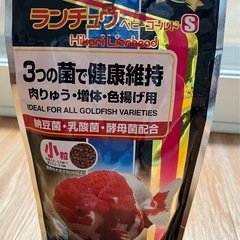 ランチュウ
ベビーゴールド S
Hikari Lionhead
3つの菌で健康維持
肉りゅう・増体・色揚げ用
IDEAL FOR ALL GOLDFISH VARIETIES
納豆菌・乳酸菌・酵母菌配合
小粒